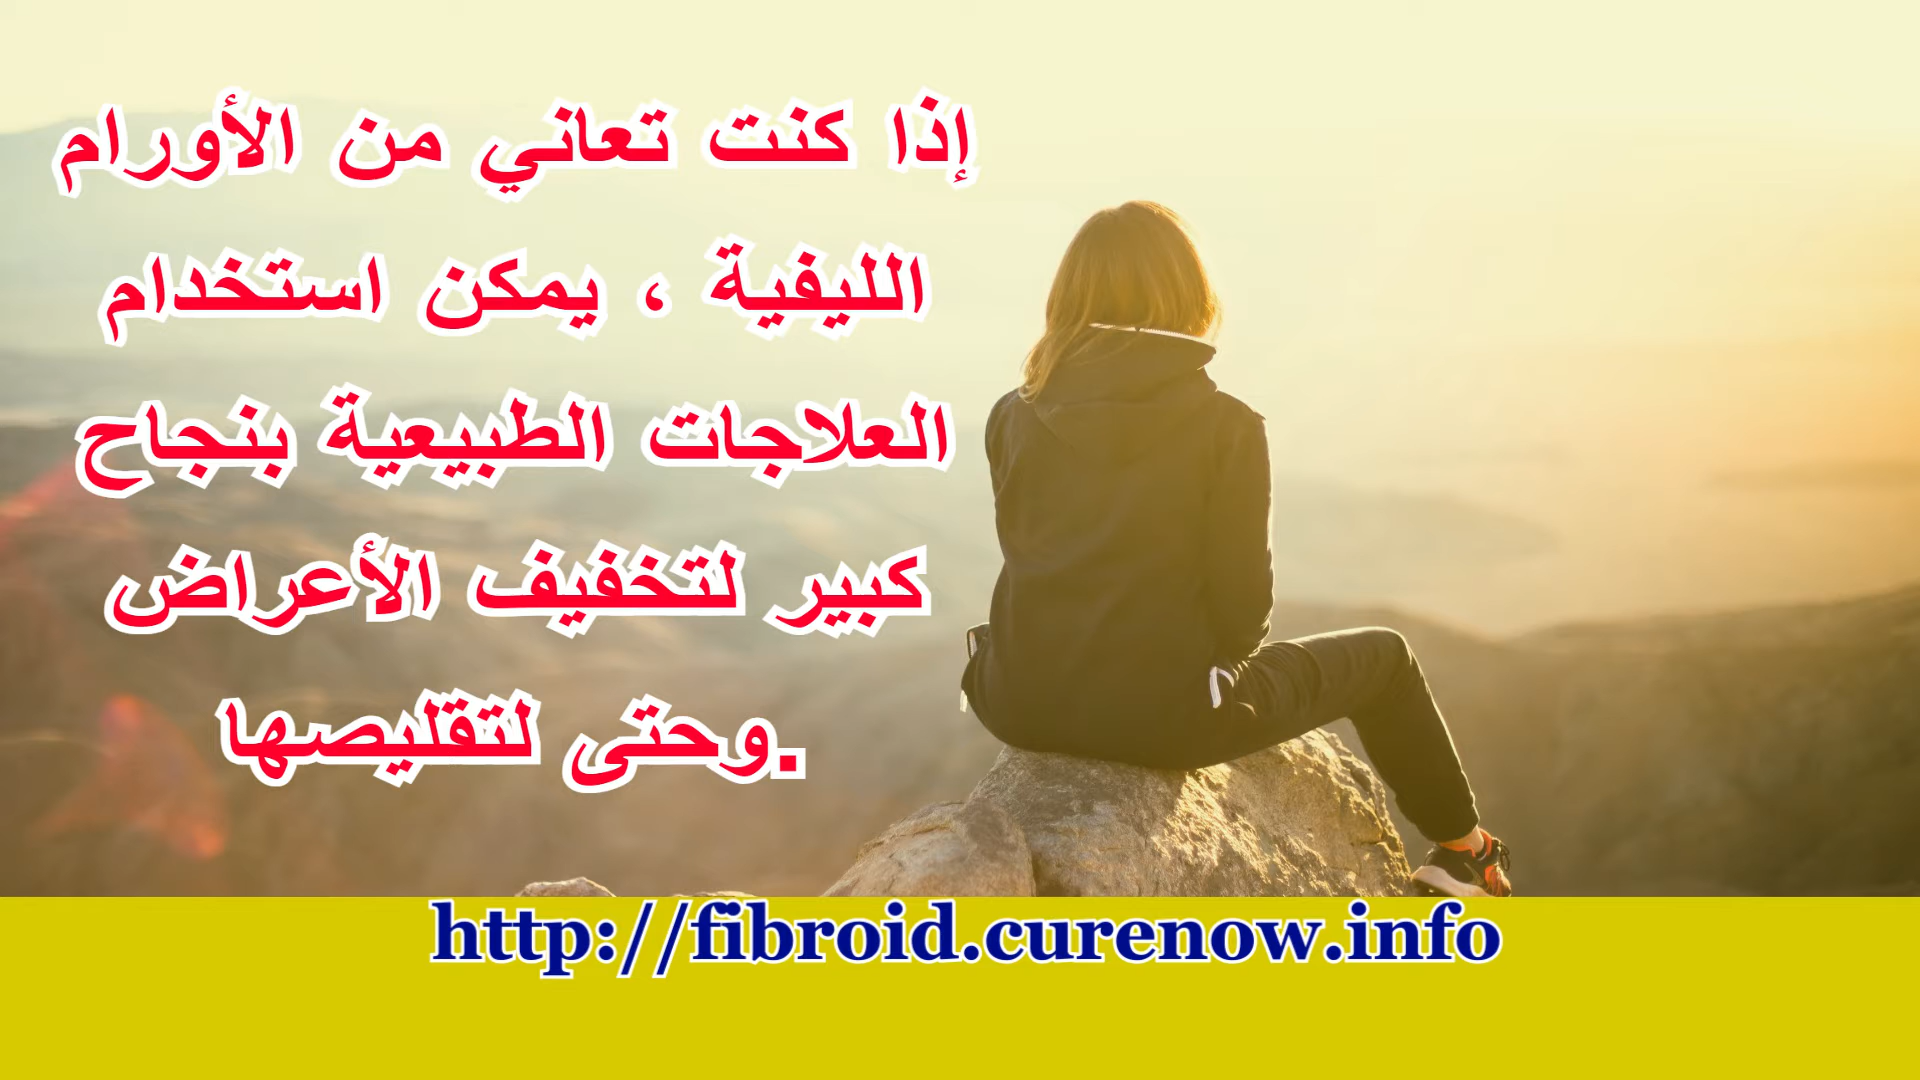 إذا كنت تعاني من الأورام
الليفية ، يمكن استخدام
العلاجات الطبيعية بنجاح
كبير لتخفيف الأعراض
وحتى لتقليصها.
http://fibroid.curenow.info